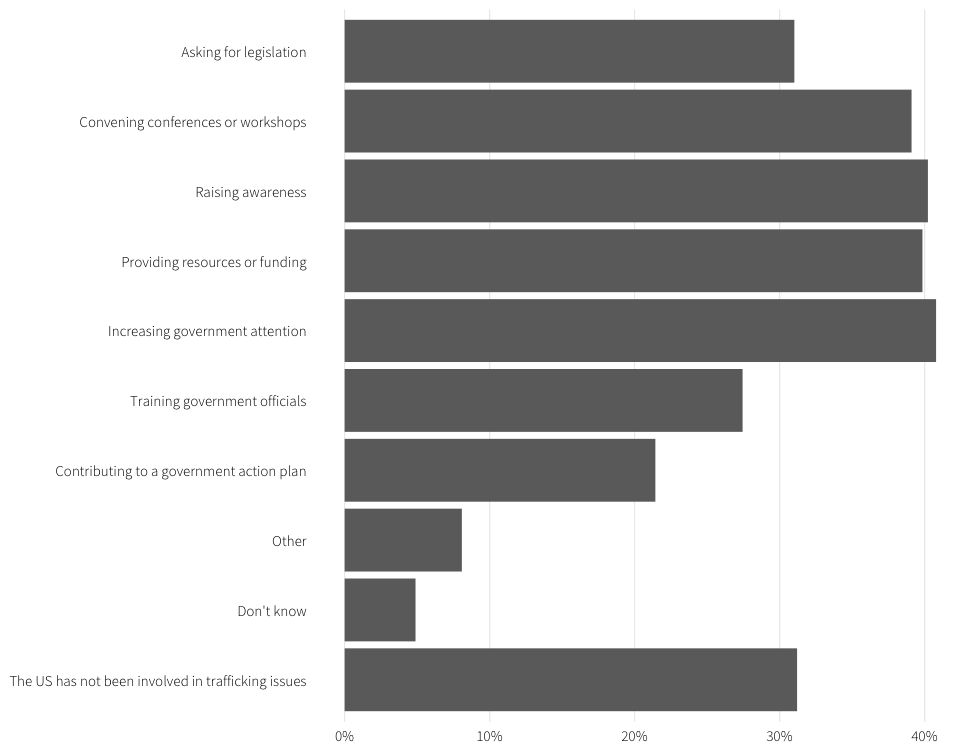 Asking for legislation
Convening conferences or workshops
Raising awareness
Providing resources or funding
Increasing government attention
Training government officials
Contributing to a government action plan
Other
Don't know
The US has not been involved in trafficking issues
0% 10% 20% 30% 40%